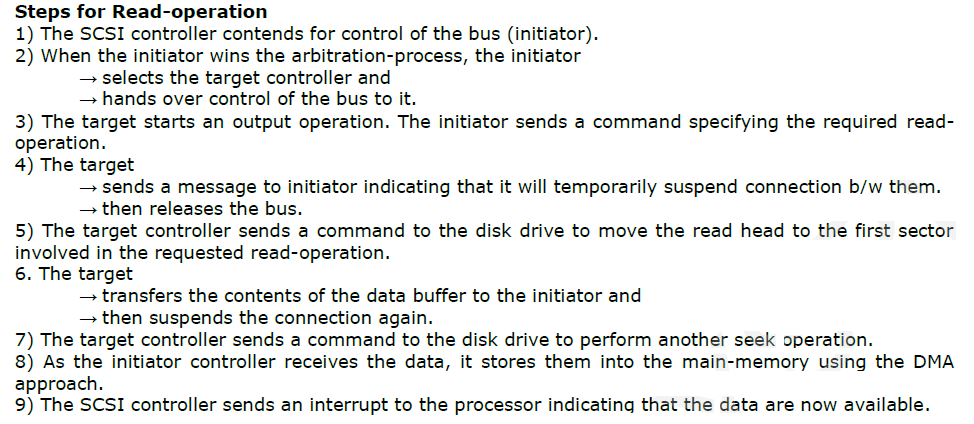 Steps for Read-operation
1) The SCSI controller contends for control of the bus (initiator).
2) When the initiator wins the arbitration-process, the initiator
→ selects the target controller and
→ hands over control of the bus to it.
3) The target starts an output operation. The initiator sends a command specifying the required read-
operation.
4) The target
→ sends a message to initiator indicating that it will temporarily suspend connection b/w them.
→ then releases the bus.
5) The target controller sends a command to the disk drive to move the read head to the first sector
involved in the requested read-operation.
6. The target
→ transfers the contents of the data buffer to the initiator and
→ then suspends the connection again.
7) The target controller sends a command to the disk drive to perform another seek operation.
8) As the initiator controller receives the data, it stores them into the main-memory using the DMA
approach.
9) The SCSI controller sends an interrupt to the processor indicating that the data are now available.